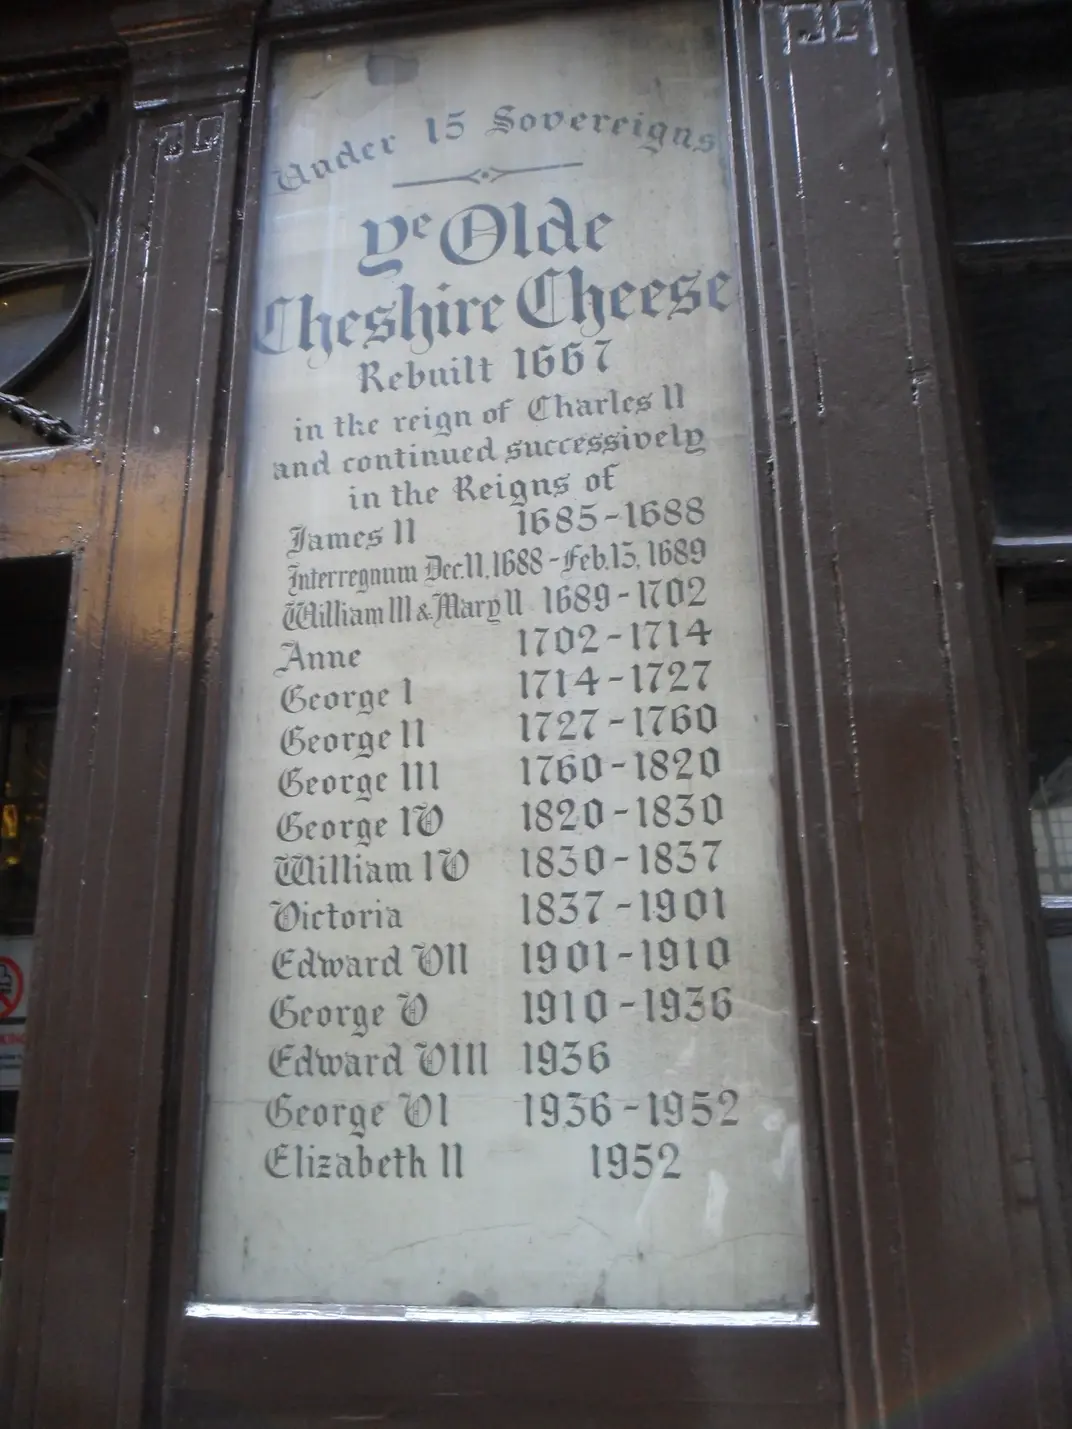 Under 15 Sovereigns
Ye Olde
Cheshire Cheese
Rebuilt 1667
in the reign of Charles II
and continued successively
in the Reigns of
James II 1685-1688
Interregnum Dec.11,1688-Feb.13,1689
William III & Mary II 1689-1702
Anne 1702-1714
George I 1714-1727
George II 1727-1760
George III 1760-1820
George IV 1820-1830
William IV 1830-1837
Victoria 1837-1901
Edward VII 1901-1910
George V 1910-1936
Edward VIII 1936
George VI 1936-1952
Elizabeth II 1952